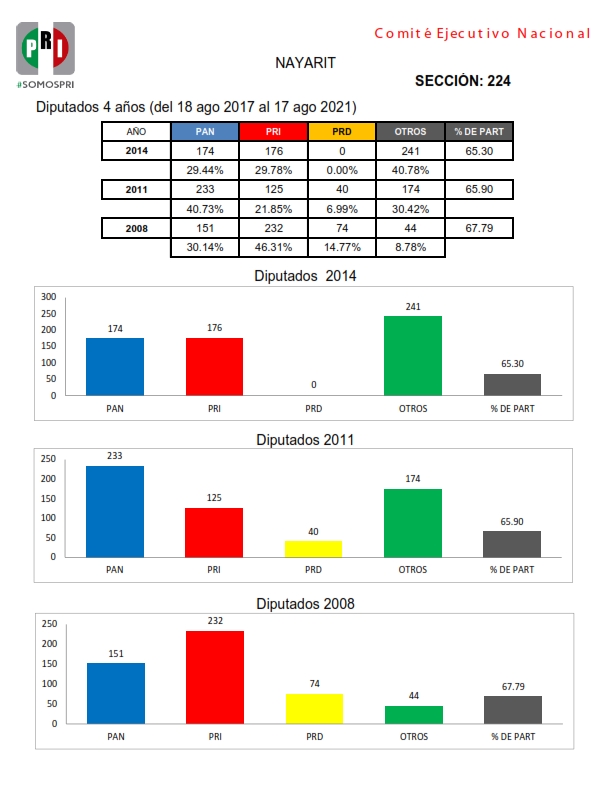 Comité Ejecutivo Nacional
PRI
#SOMOSPRI
NAYARIT
SECCIÓN: 224
Diputados 4 años (del 18 ago 2017 al 17 ago 2021)
AÑO PAN PRI PRD OTROS % DE PART
2014 174 176 0 241 65.30
29.44% 29.78% 0.00% 40.78%
2011 233 125 40 174 65.90
40.73% 21.85% 6.99% 30.42%
2008 151 232 74 44 67.79
30.14% 46.31% 14.77% 8.78%
Diputados 2014
300
250
200
150
100
50
0
174 176 0 241 65.30
PAN PRI PRD OTROS % DE PART
Diputados 2011
250
200
150
100
50
0
233 125 40 174 65.90
PAN PRI PRD OTROS % DE PART
Diputados 2008
250
200
150
100
50
0
151 232 74 44 67.79
PAN PRI PRD OTROS % DE PART